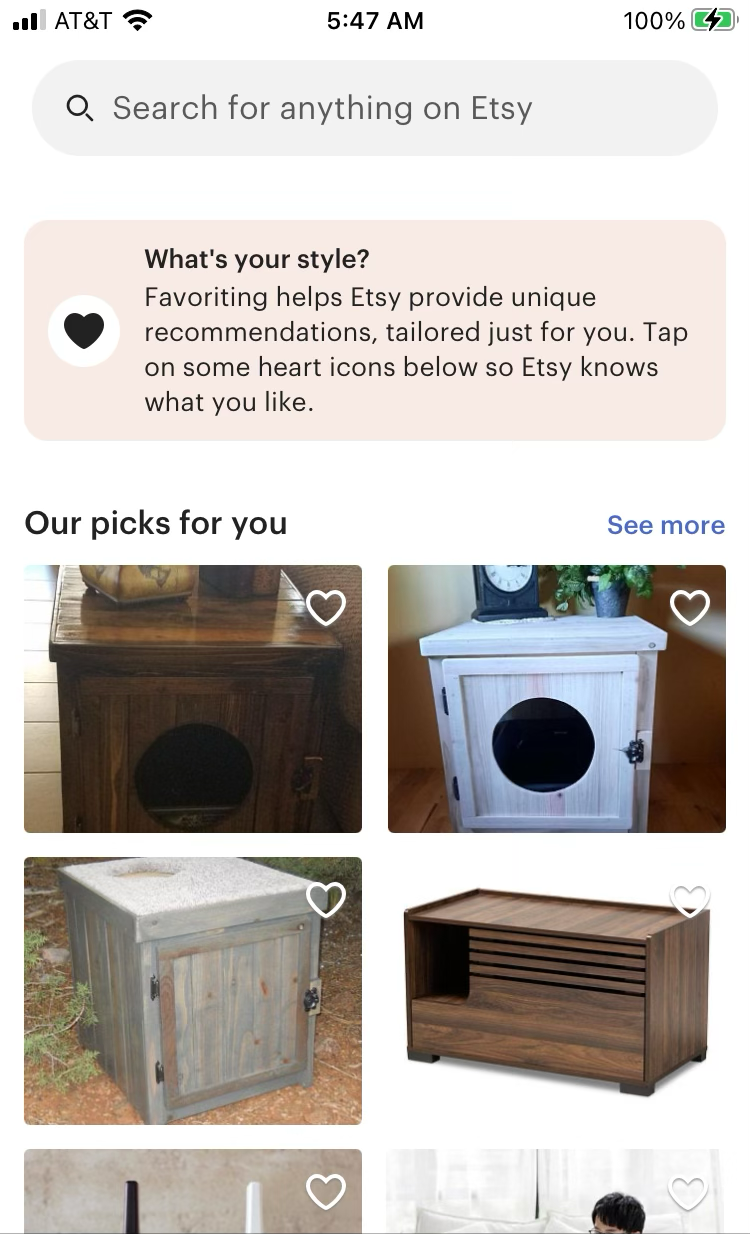 AT&T
5:47 AM
100%
Search for anything on Etsy
What's your style?
Favoriting helps Etsy provide unique
recommendations, tailored just for you. Tap
on some heart icons below so Etsy knows
what you like.
Our picks for you
See more